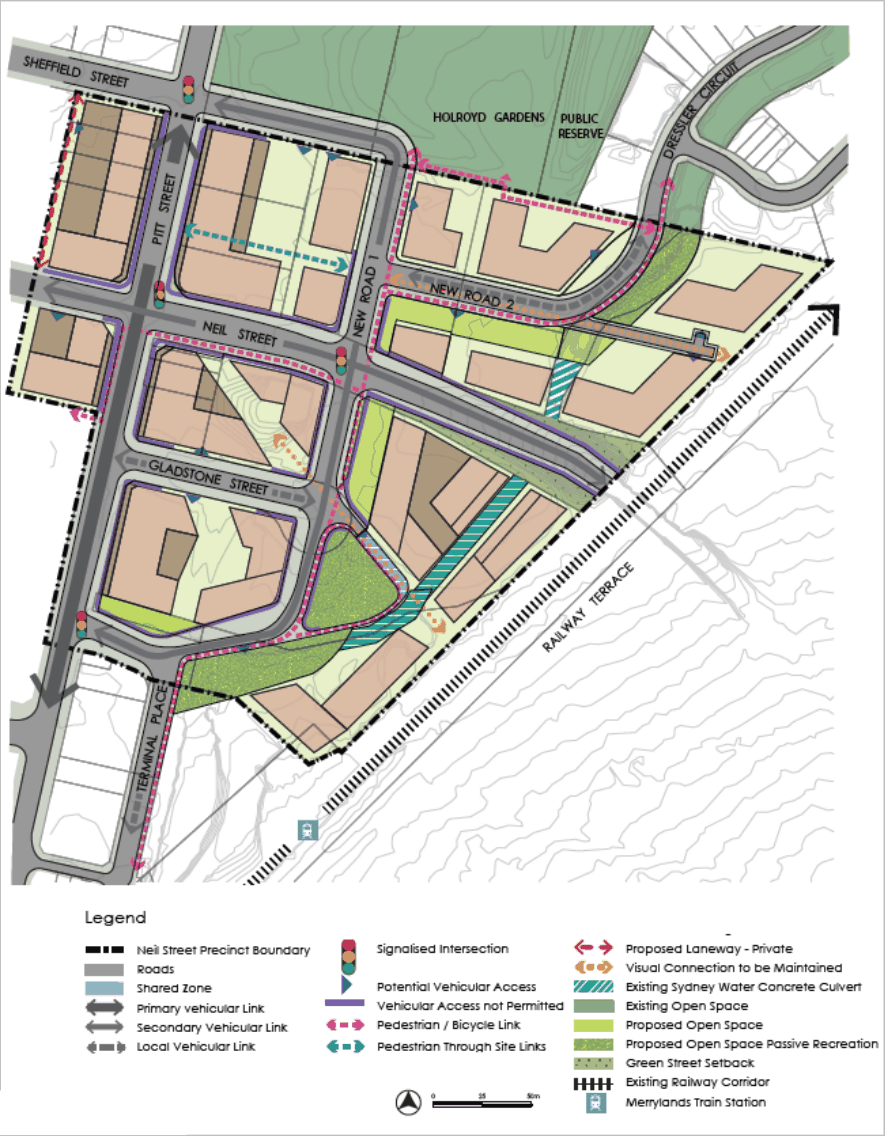 SHEFFIELD STREET
HOLROYD GARDENS PUBLIC
RESERVE
DRESSLER CIRCUIT
PITT STREET
NEW ROAD 1
NEW ROAD 2
NEIL STREET
GLADSTONE STREET
RAILWAY TERRACE
TERMINAL PLACE
Legend
Neil Street Precinct Boundary
Roads
Shared Zone
Primary vehicular Link
Secondary Vehicular Link
Local Vehicular Link
Signalised Intersection
Potential Vehicular Access
Vehicular Access not Permitted
Pedestrian / Bicycle Link
Pedestrian Through Site Links
Proposed Laneway - Private
Visual Connection to be Maintained
Existing Sydney Water Concrete Culvert
Existing Open Space
Proposed Open Space
Proposed Open Space Passive Recreation
Green Street Setback
Existing Railway Corridor
Merrylands Train Station
0 25 50m